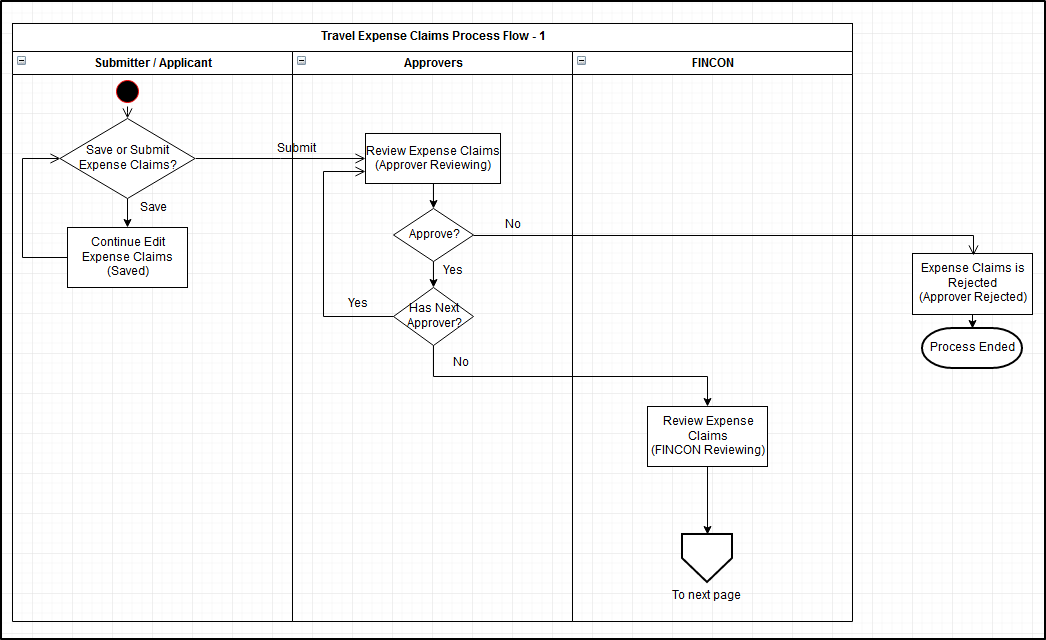 Travel Expense Claims Process Flow - 1
Submitter / Applicant
Approvers
FINCON
Save or Submit
Expense Claims?
Submit
Save
Continue Edit
Expense Claims
(Saved)
Review Expense Claims
(Approver Reviewing)
Approve?
No
Yes
Has Next
Approver?
Yes
No
Expense Claims is
Rejected
(Approver Rejected)
Process Ended
Review Expense
Claims
(FINCON Reviewing)
To next page